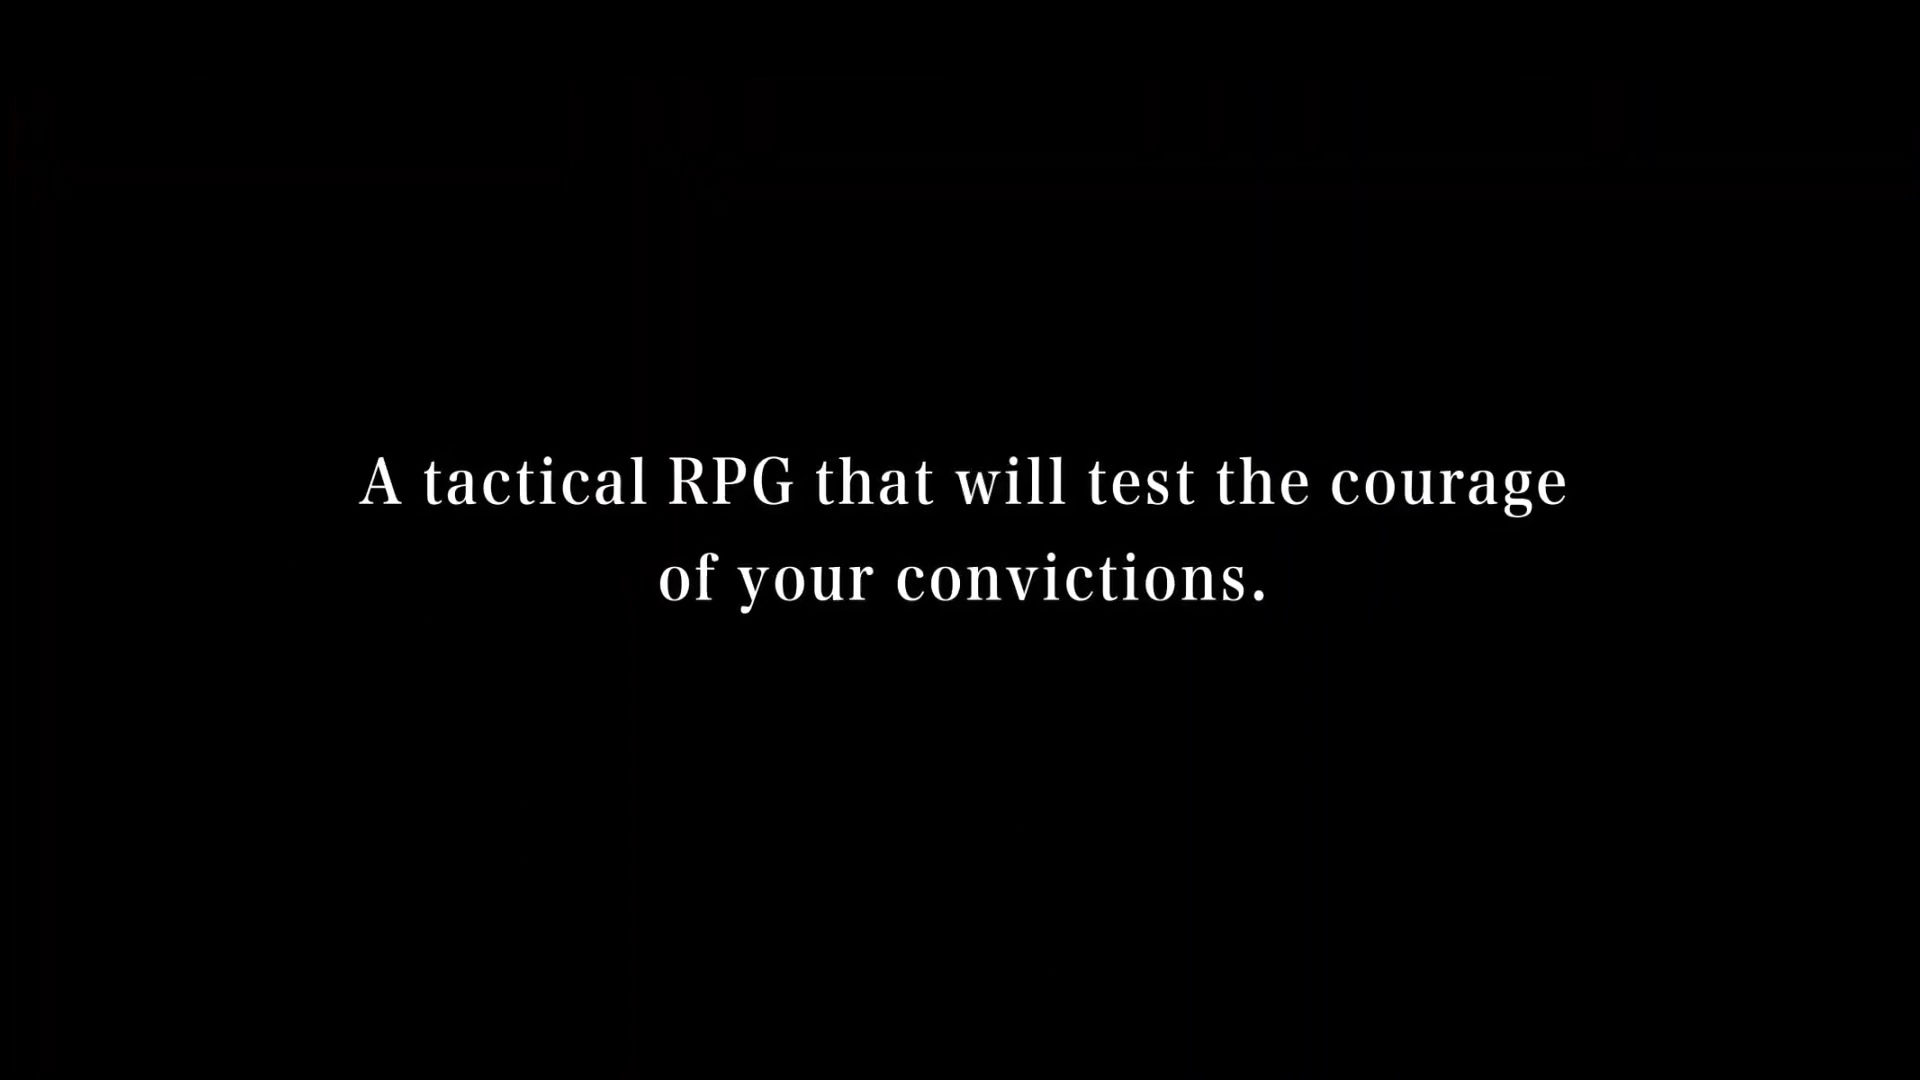 A tactical RPG that will test the courage
of your convictions.